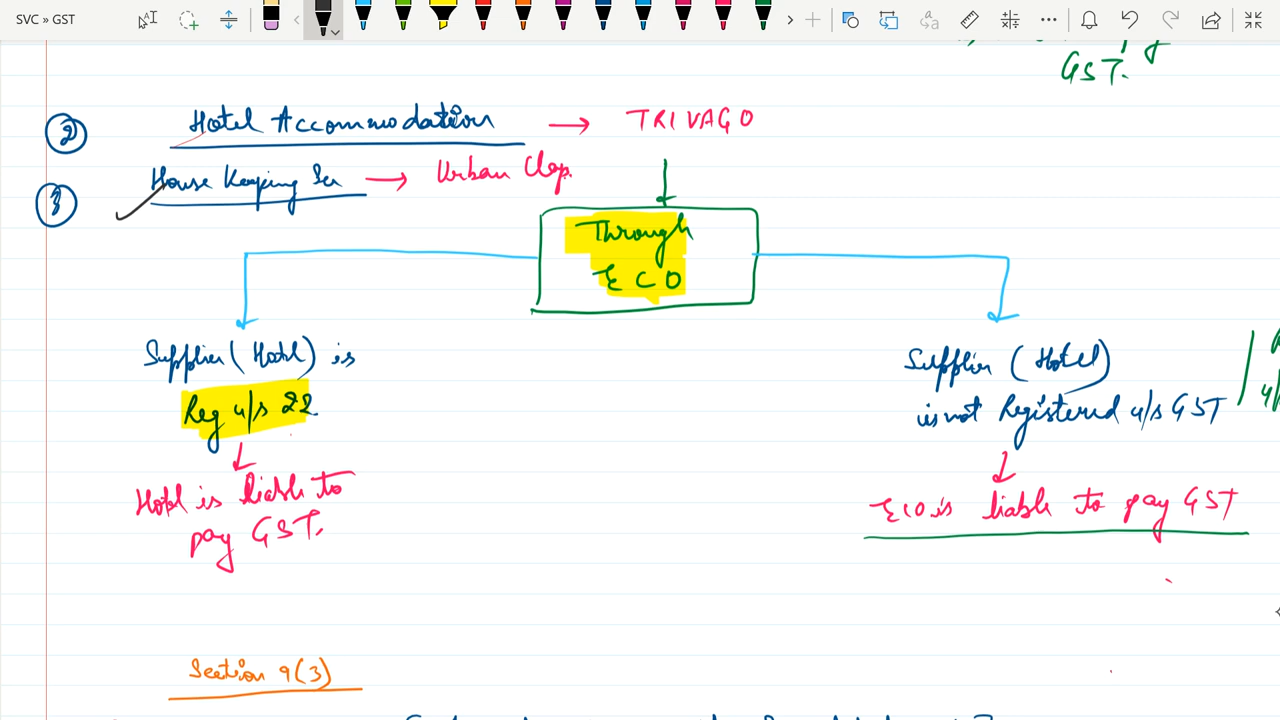 SVC » GST
GST.
② Hotel Accommodation → TRIVAGO
③ House Keeping Ser → Urban Clap.
Through
ECO
Supplier (Hotel) is
Reg u/s 22
Hotel is liable to
pay GST.
Supplier (Hotel)
is not Registered u/s GST
ECO is liable to pay GST
Section 9(3)